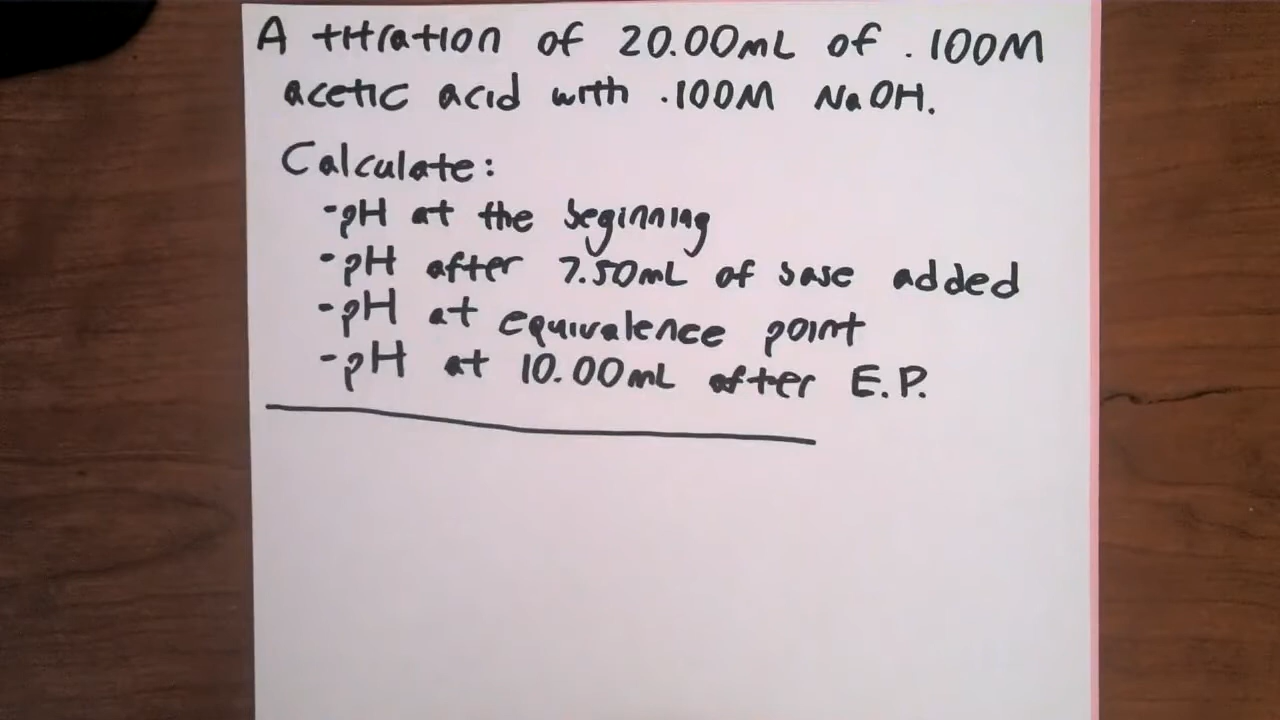 A titration of 20.00mL of .100M
acetic acid with .100M NaOH.
Calculate:
-pH at the beginning
-pH after 7.50mL of base added
-pH at equivalence point
-pH at 10.00mL after E.P.